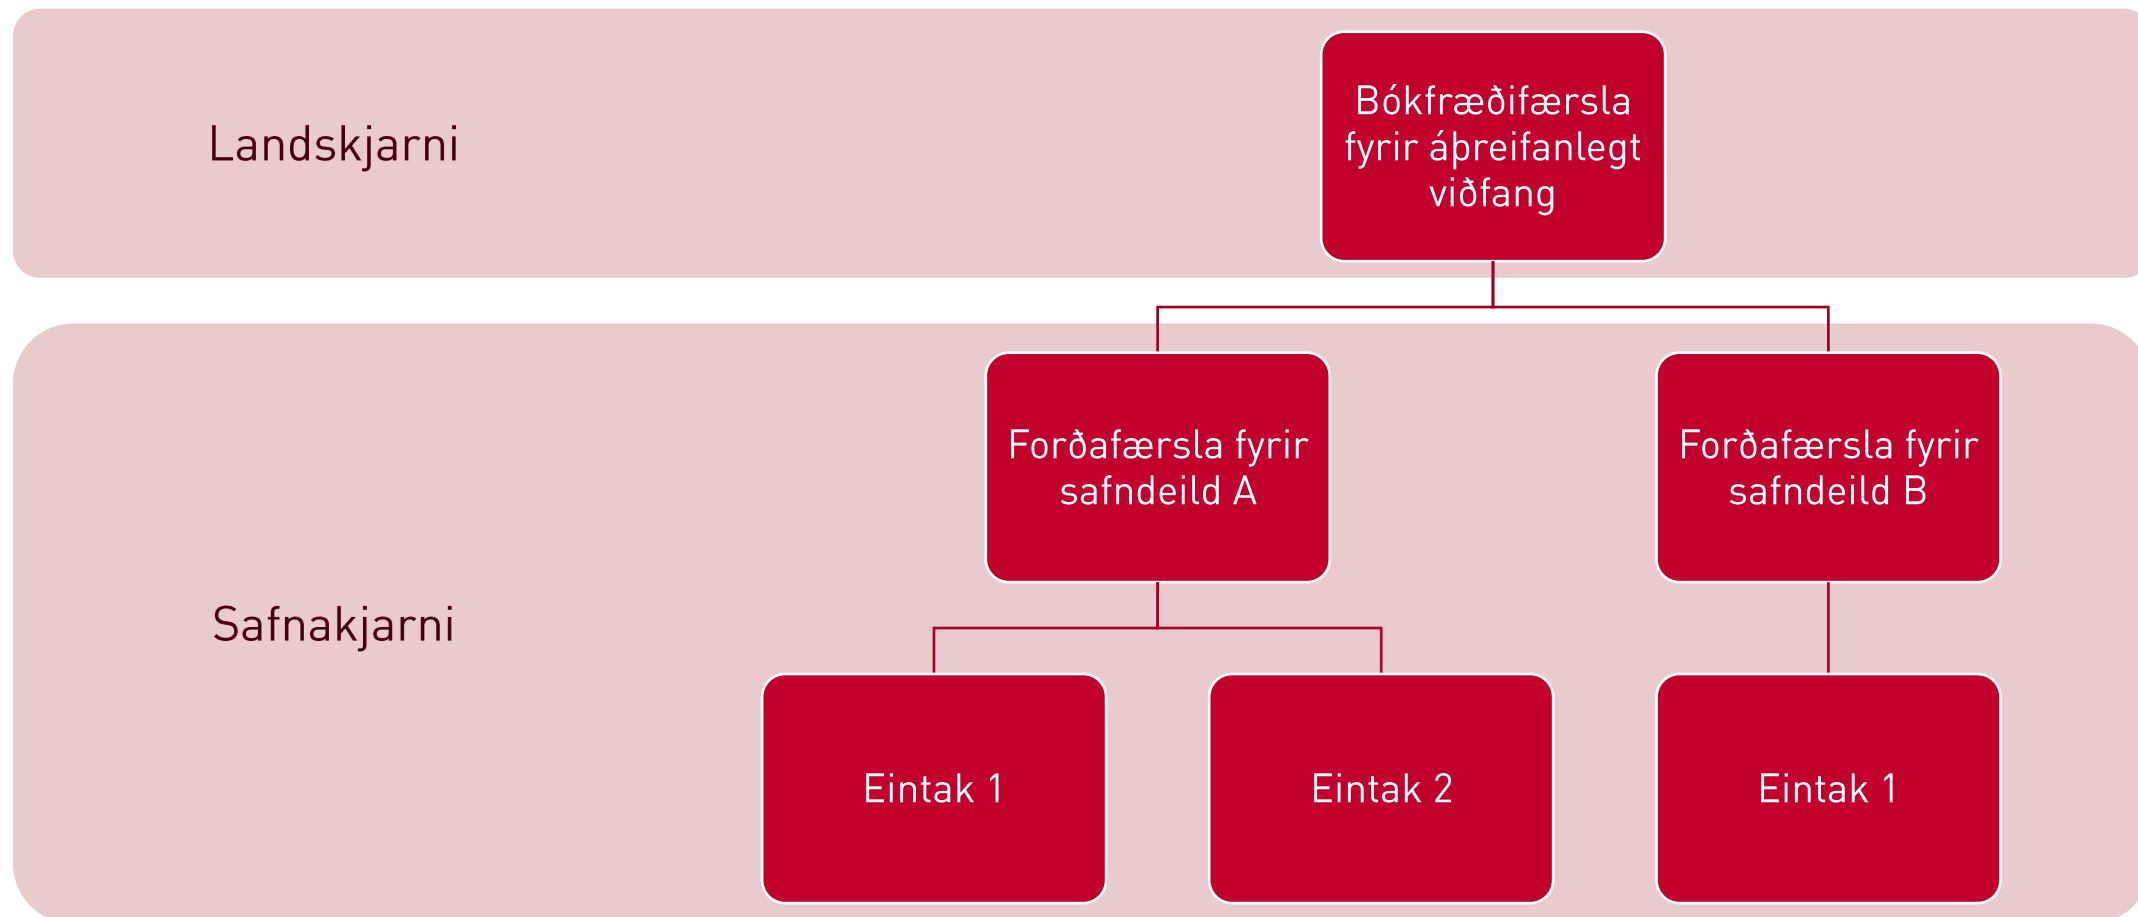 Landskjarni
Bókfræðifærsla
fyrir áþreifanlegt
viðfang
Safnakjarni
Forðafærsla fyrir
safndeild A
Forðafærsla fyrir
safndeild B
Eintak 1
Eintak 2
Eintak 1